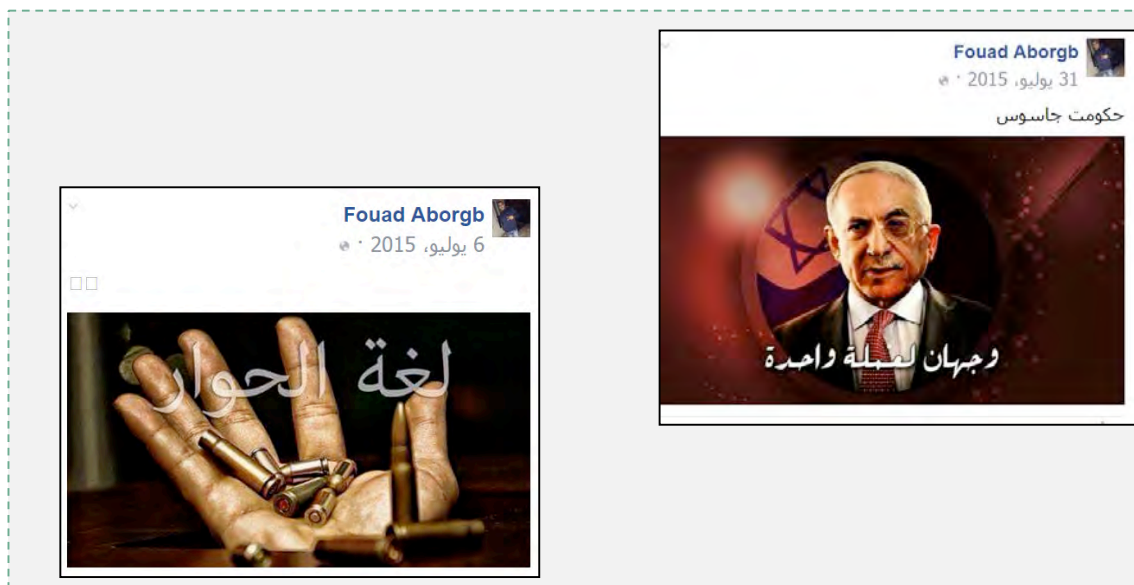 Fouad Aborgb
31 يوليو، 2015
حكومت جاسوس
وجهان لعملة واحدة
Fouad Aborgb
6 يوليو، 2015
لغة الحوار